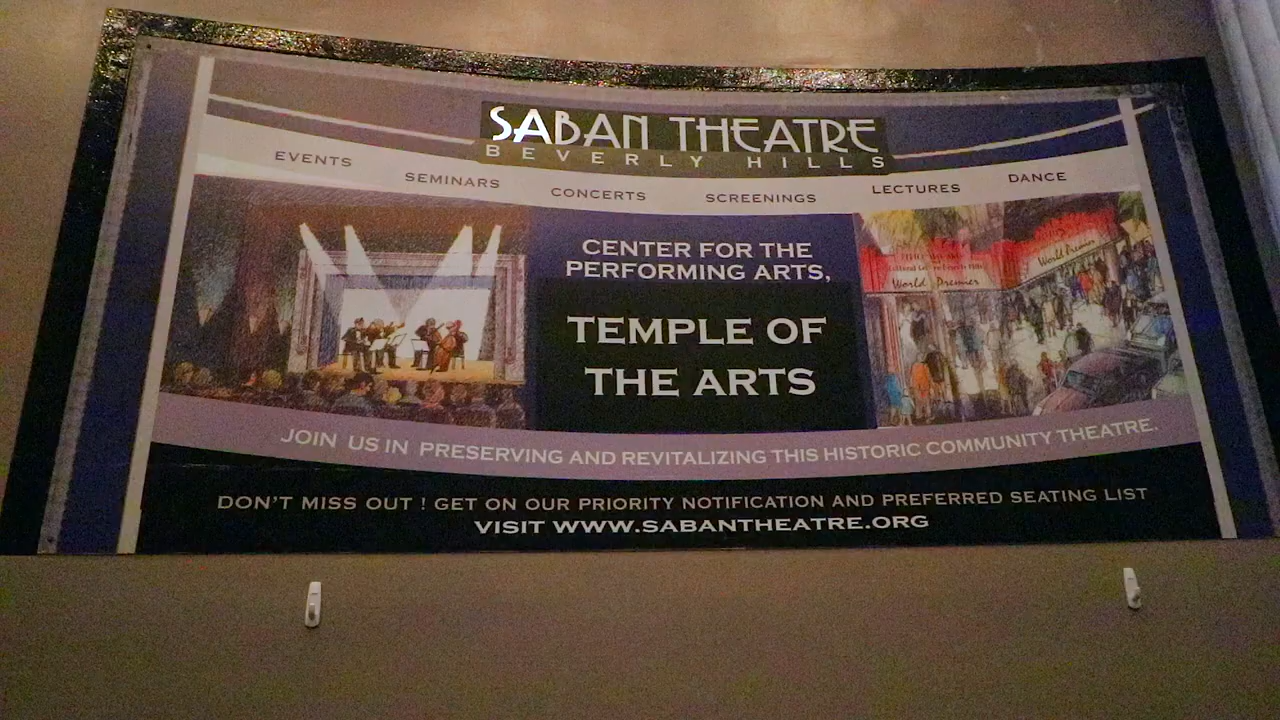 SABAN THEATRE
BEVERLY HILLS
EVENTS SEMINARS CONCERTS SCREENINGS LECTURES DANCE
CENTER FOR THE
PERFORMING ARTS,
TEMPLE OF
THE ARTS
World Premier
World Premier
JOIN US IN PRESERVING AND REVITALIZING THIS HISTORIC COMMUNITY THEATRE.
DON'T MISS OUT ! GET ON OUR PRIORITY NOTIFICATION AND PREFERRED SEATING LIST
VISIT WWW.SABANTHEATRE.ORG